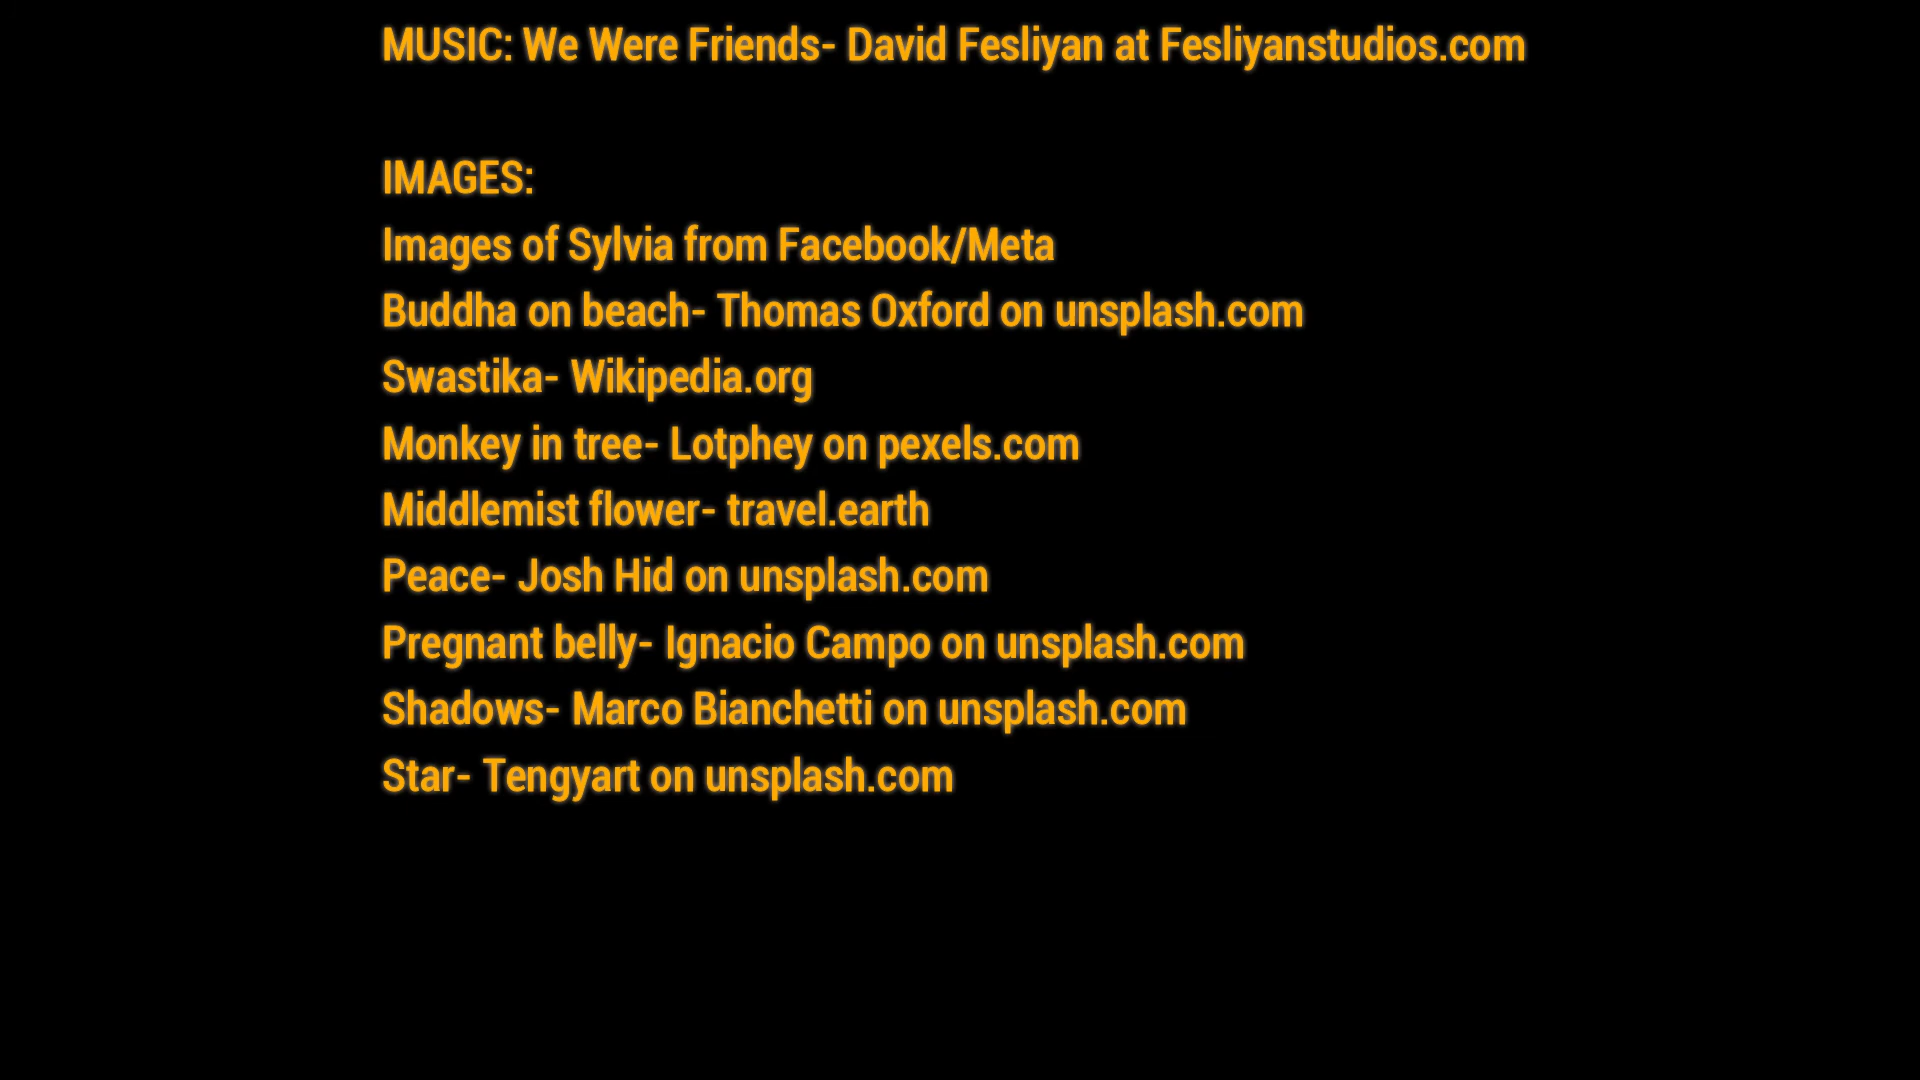 MUSIC: We Were Friends- David Fesliyan at Fesliyanstudios.com
IMAGES:
Images of Sylvia from Facebook/Meta
Buddha on beach- Thomas Oxford on unsplash.com
Swastika- Wikipedia.org
Monkey in tree- Lotphey on pexels.com
Middlemist flower- travel.earth
Peace- Josh Hid on unsplash.com
Pregnant belly- Ignacio Campo on unsplash.com
Shadows- Marco Bianchetti on unsplash.com
Star- Tengyart on unsplash.com